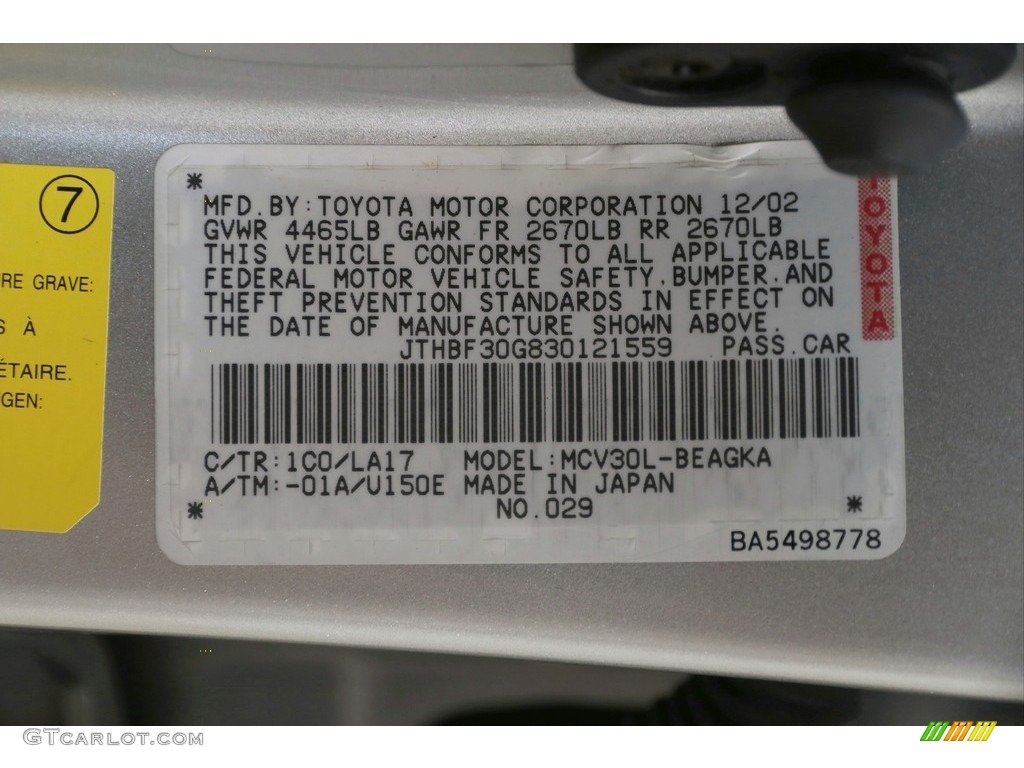 7
RE GRAVE:
S À
ÉTAIRE.
GEN:
MFD.BY:TOYOTA MOTOR CORPORATION 12/02
GVWR 4465LB GAWR FR 2670LB RR 2670LB
THIS VEHICLE CONFORMS TO ALL APPLICABLE
FEDERAL MOTOR VEHICLE SAFETY,BUMPER,AND
THEFT PREVENTION STANDARDS IN EFFECT ON
THE DATE OF MANUFACTURE SHOWN ABOVE.
JTHBF30G830121559 PASS.CAR
C/TR:1C0/LA17 MODEL:MCV30L-BEAGKA
A/TM:-01A/U150E MADE IN JAPAN
NO.029
BA5498778
TOYOTA
GTCARLOT.COM